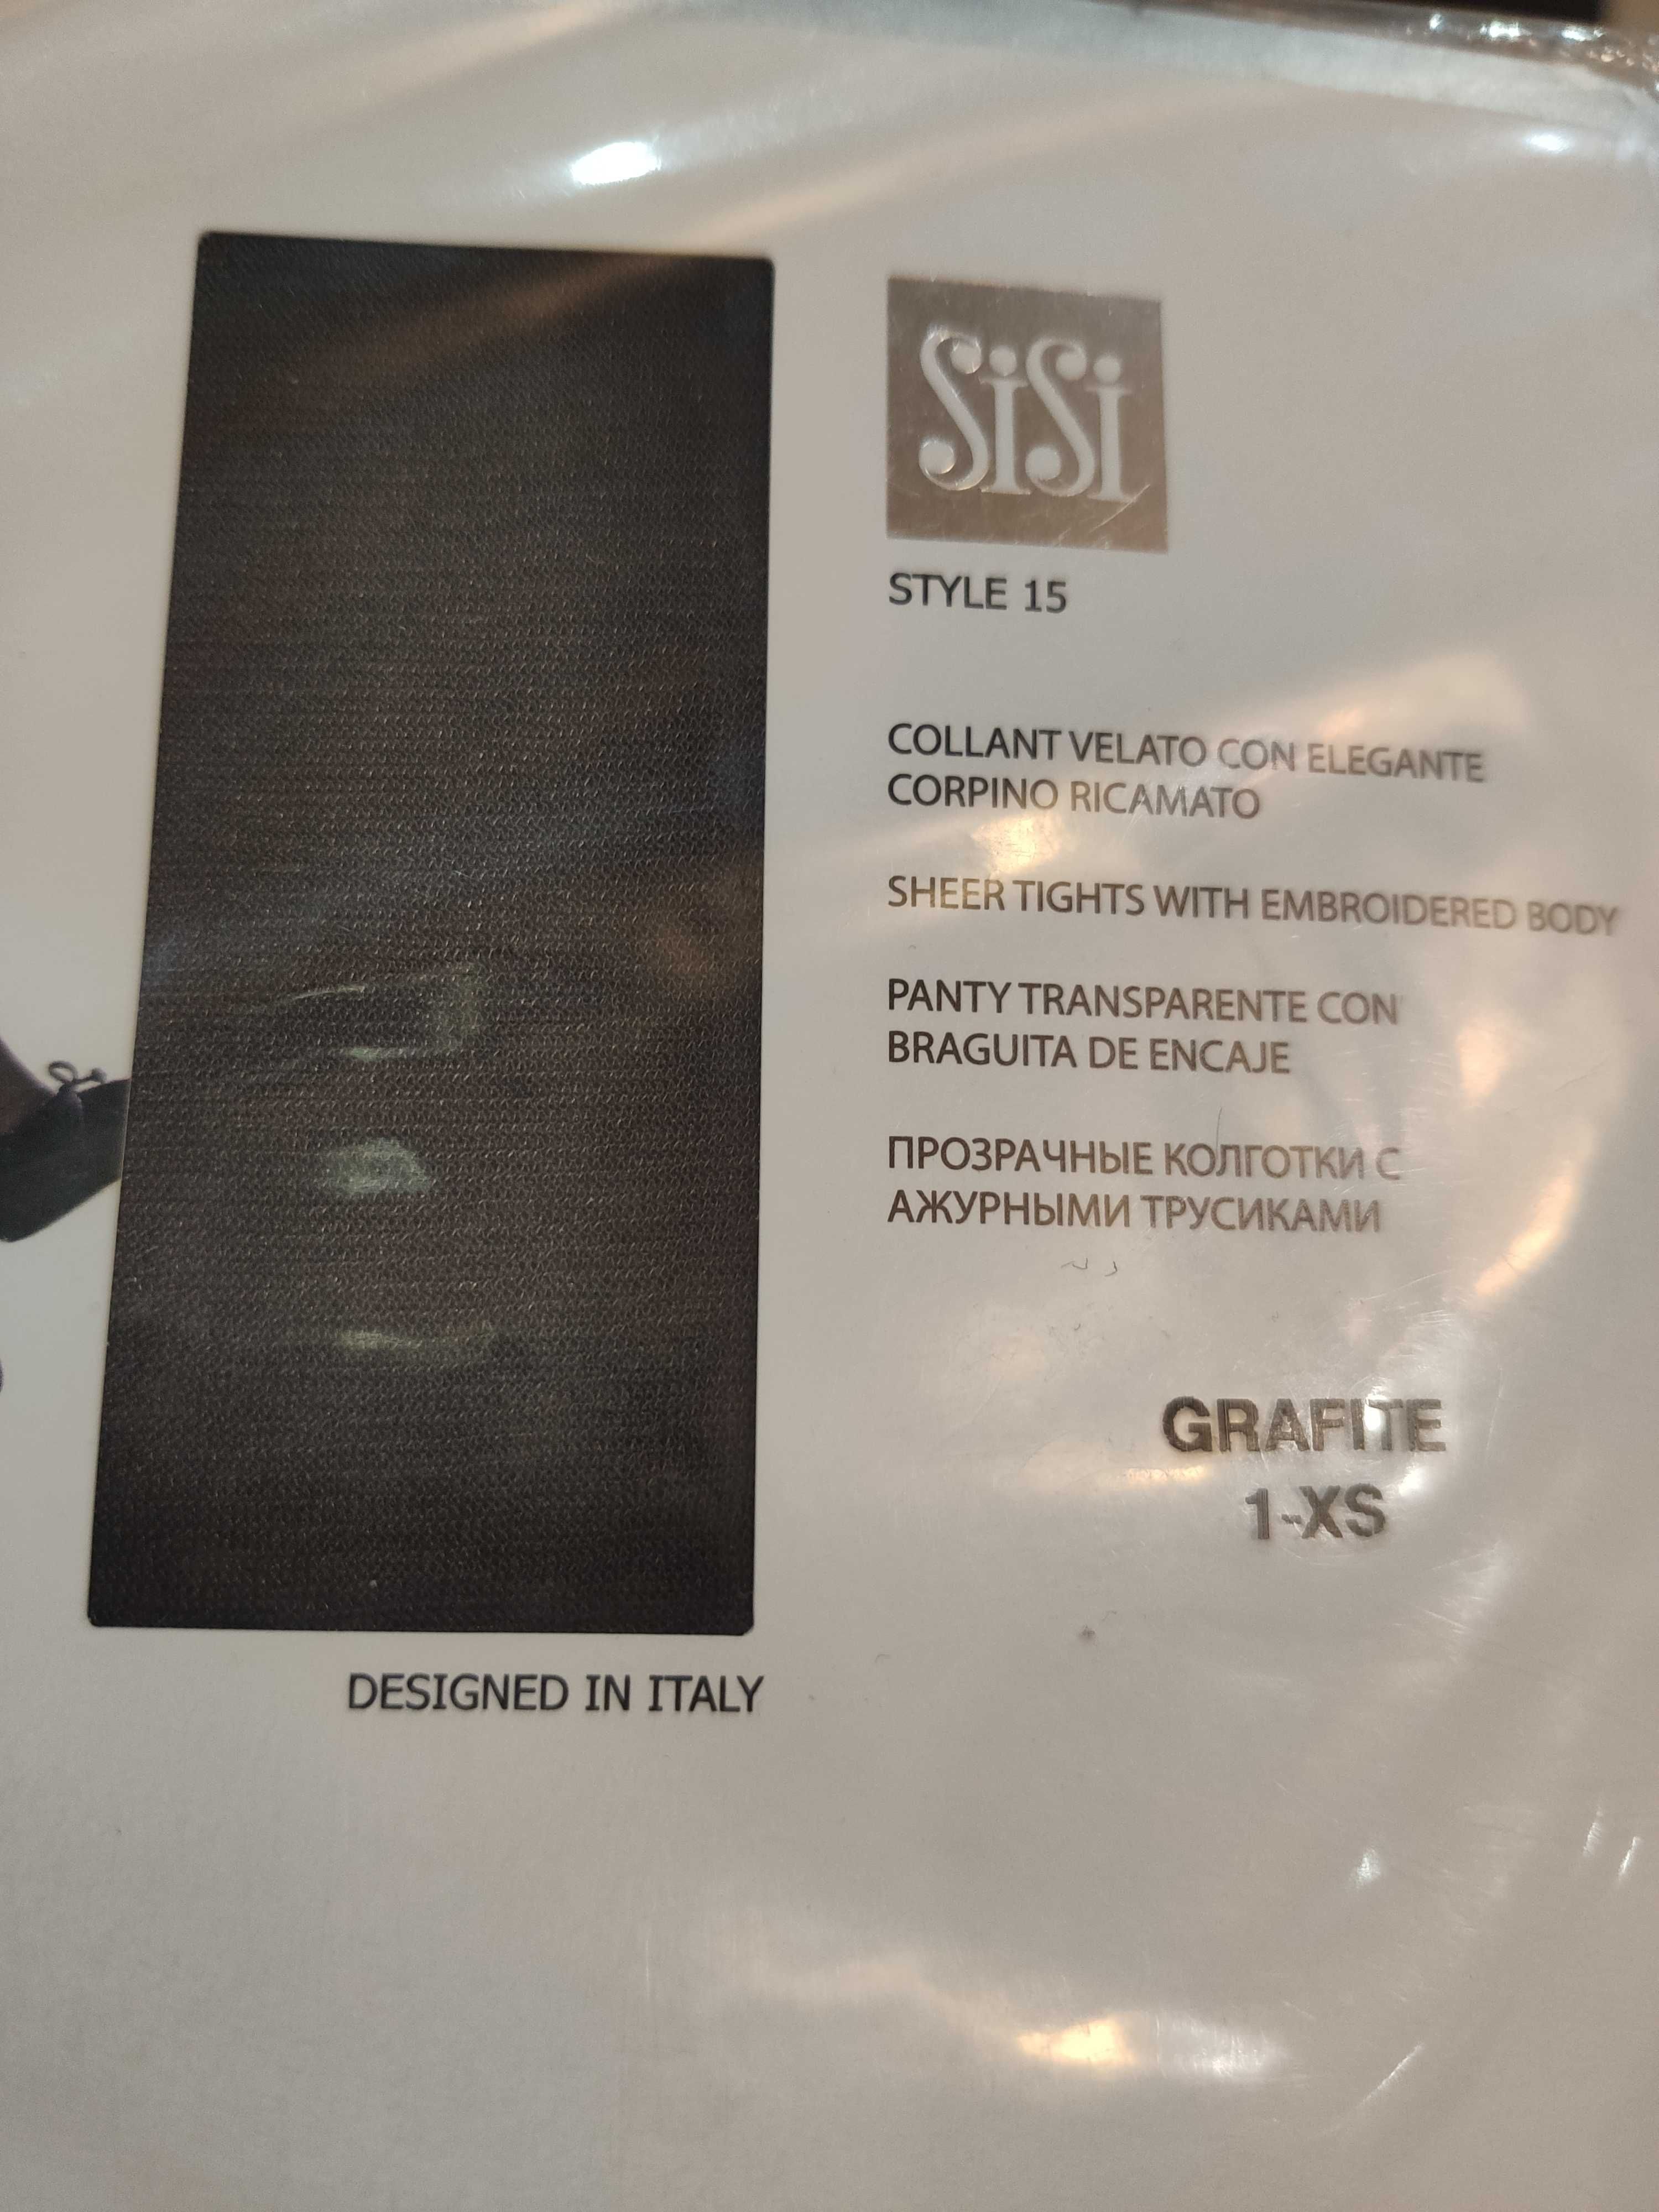 SiSi
STYLE 15
COLLANT VELATO CON ELEGANTE
CORPINO RICAMATO
SHEER TIGHTS WITH EMBROIDERED BODY
PANTY TRANSPARENTE CON
BRAGUITA DE ENCAJE
ПРОЗРАЧНЫЕ КОЛГОТКИ С
АЖУРНЫМИ ТРУСИКАМИ
GRAFITE
1-XS
DESIGNED IN ITALY